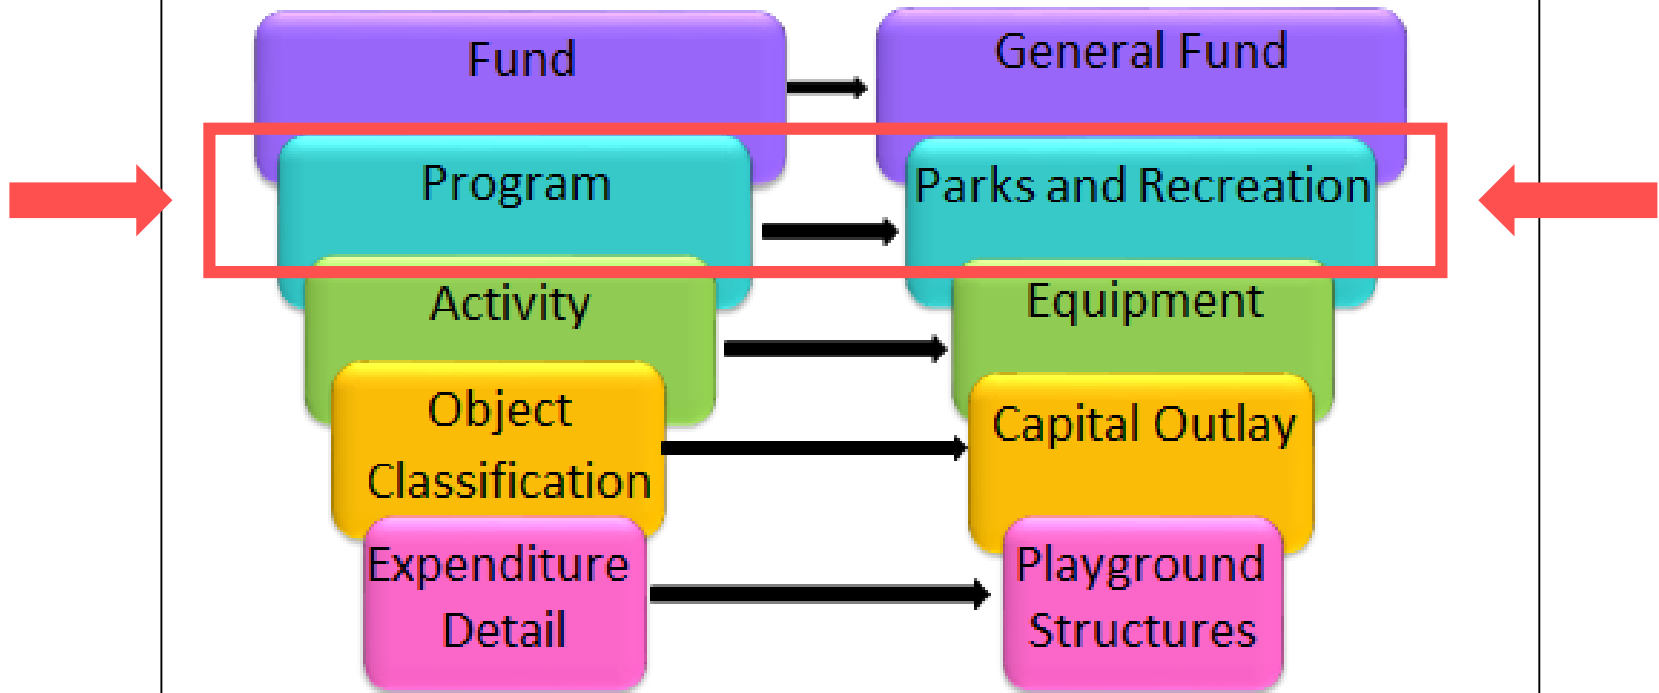 Fund
General Fund
Program
Parks and Recreation
Activity
Equipment
Object
Classification
Capital Outlay
Expenditure
Detail
Playground
Structures